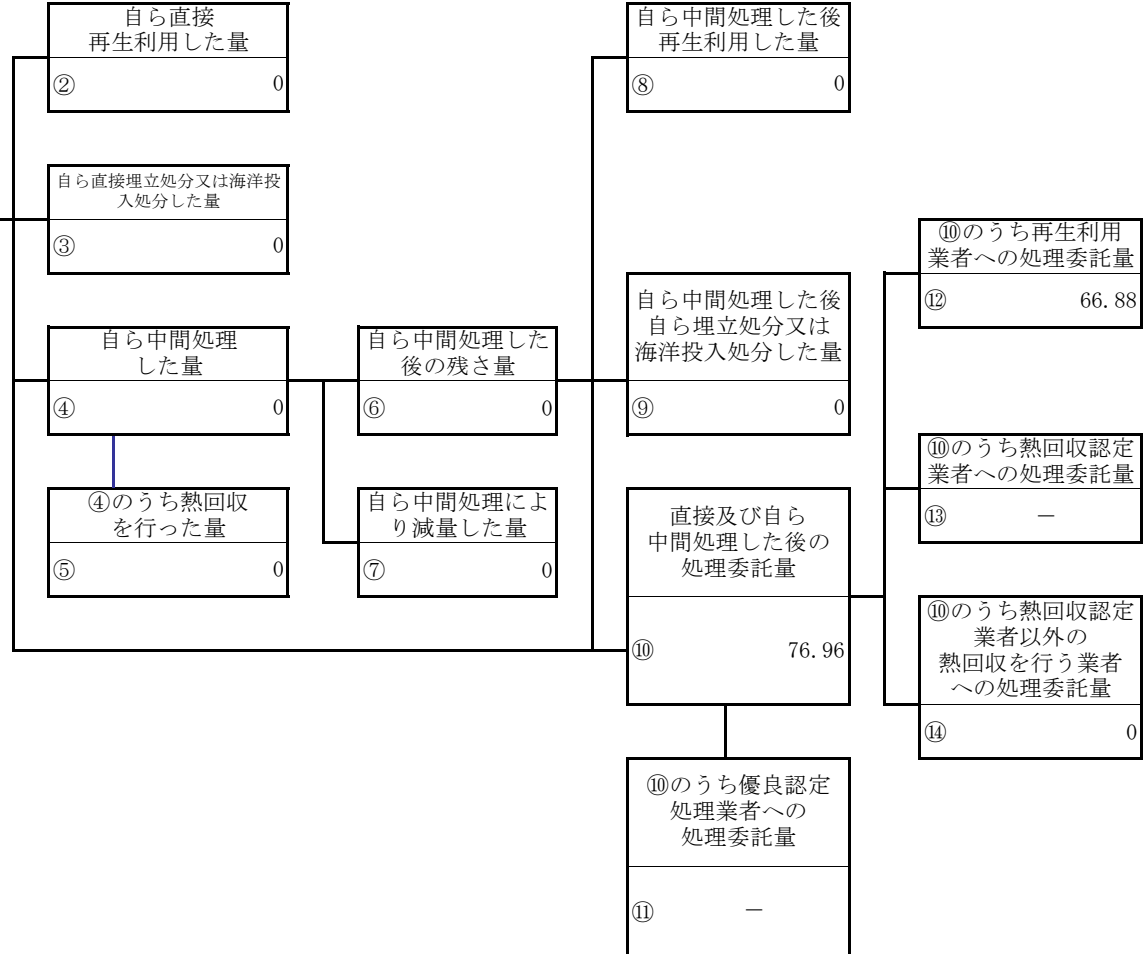 自ら直接
再生利用した量
② 0
自ら直接埋立処分又は海洋投
入処分した量
③ 0
自ら中間処理
した量
④ 0
④のうち熱回収
を行った量
⑤ 0
自ら中間処理した
後の残さ量
⑥ 0
自ら中間処理によ
り減量した量
⑦ 0
自ら中間処理した後
再生利用した量
⑧ 0
自ら中間処理した後
自ら埋立処分又は
海洋投入処分した量
⑨ 0
直接及び自ら
中間処理した後の
処理委託量
⑩ 76.96
⑩のうち優良認定
処理業者への
処理委託量
⑪ －
⑩のうち再生利用
業者への処理委託量
⑫ 66.88
⑩のうち熱回収認定
業者への処理委託量
⑬ －
⑩のうち熱回収認定
業者以外の
熱回収を行う業者
への処理委託量
⑭ 0